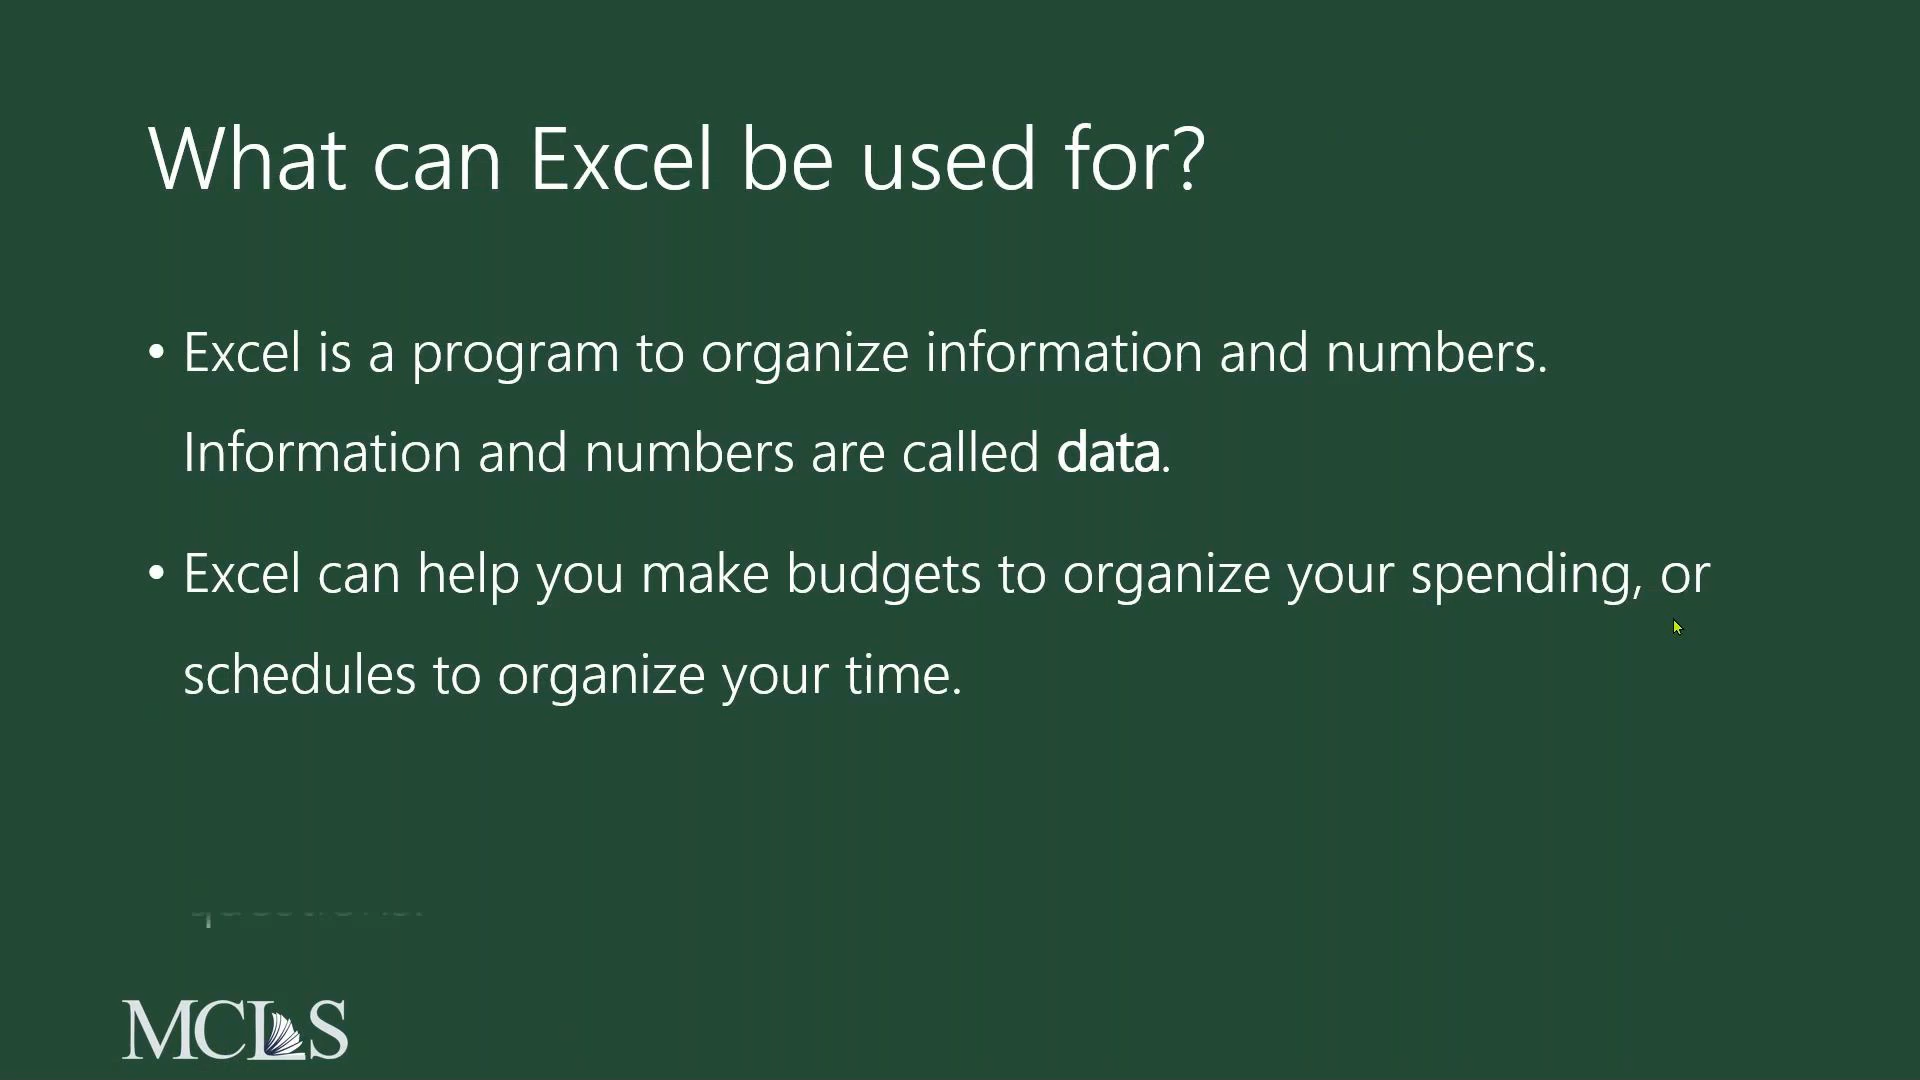 What can Excel be used for?
• Excel is a program to organize information and numbers.
Information and numbers are called data.
• Excel can help you make budgets to organize your spending, or
schedules to organize your time.
MCLS